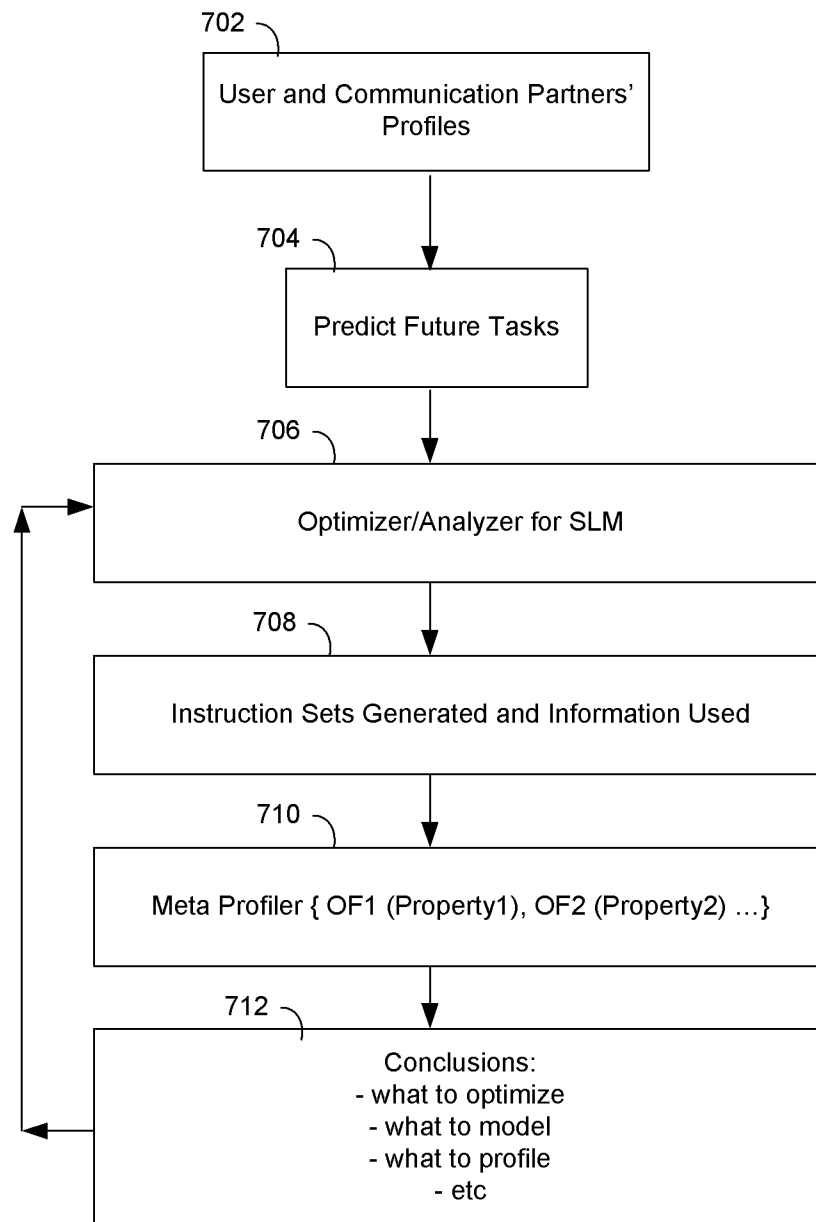 702
User and Communication Partners’
Profiles
704
Predict Future Tasks
706
Optimizer/Analyzer for SLM
708
Instruction Sets Generated and Information Used
710
Meta Profiler { OF1 (Property1), OF2 (Property2) …}
712
Conclusions:
- what to optimize
- what to model
- what to profile
- etc